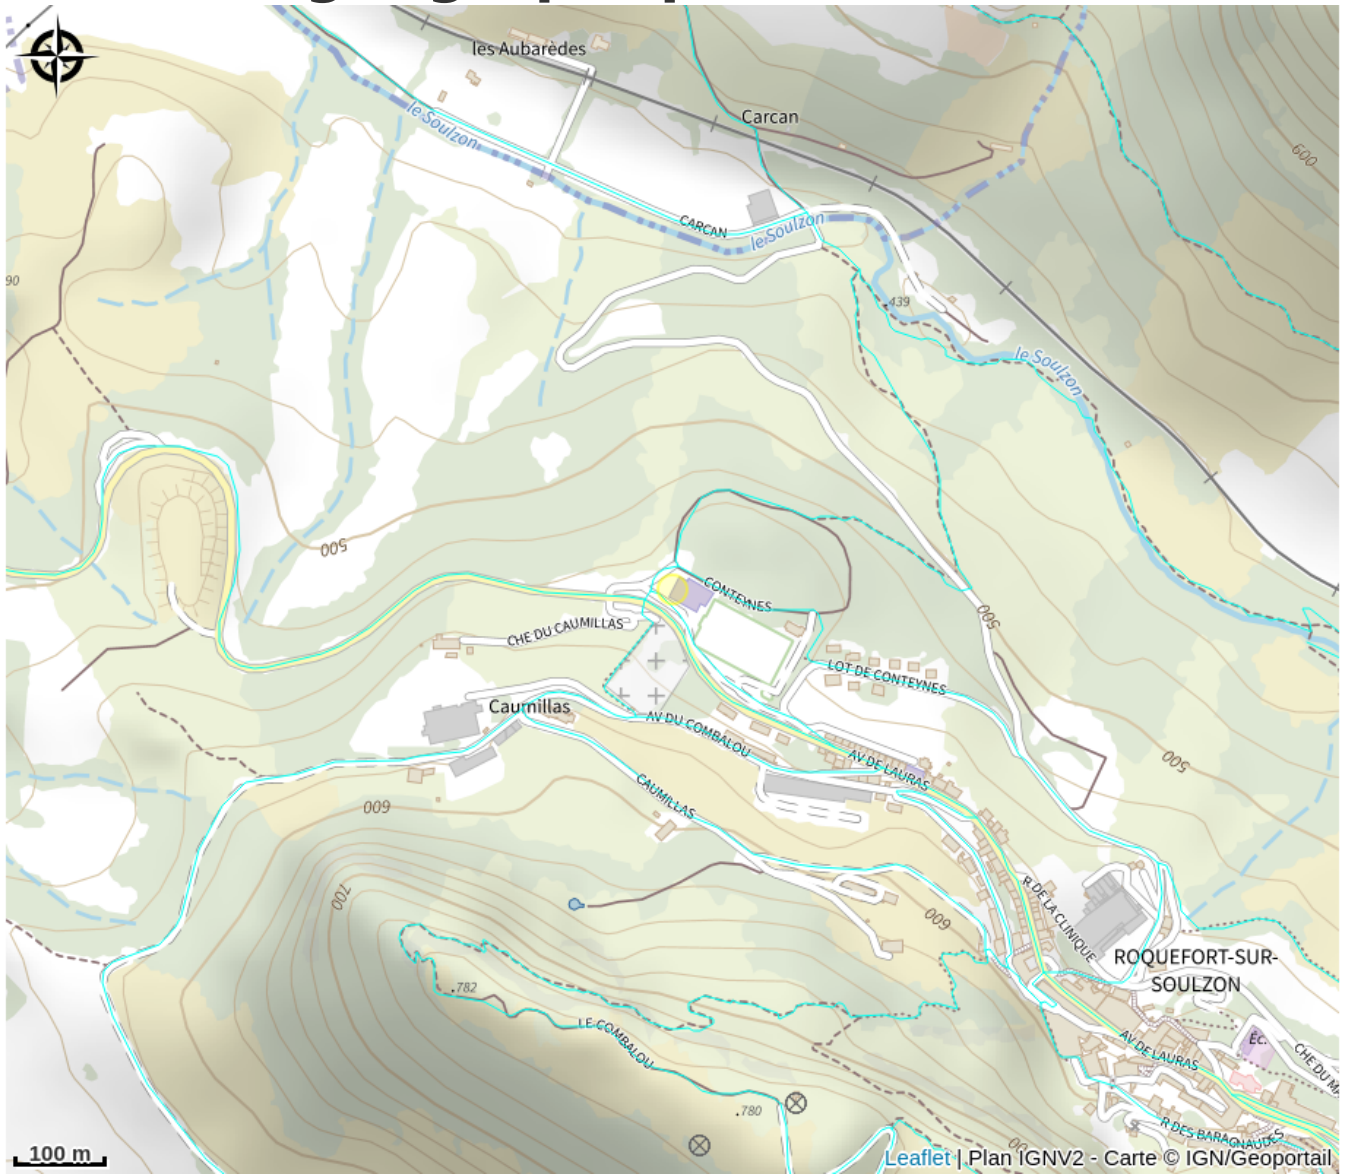 les Aubarèdes
Carcan
le Soulzon
CARCAN
le Soulzon
600
90
439
le Soulzon
500
CONTEYNES
500
CHE DU CAUMILLAS
LOT DE CONTEYNES
Caumillas
AV DU COMBALOU
AV DE LAURAS
500
CAUMILLAS
600
700
R DE LA CLINIQUE
600
ROQUEFORT-SUR-
SOULZON
.782
LE COMBALOU
Éc.
AV DE LAURAS
CHE DU
.780
R DES BARAGNAUDES
00
100 m
Leaflet | Plan IGNV2 - Carte © IGN/Geoportail